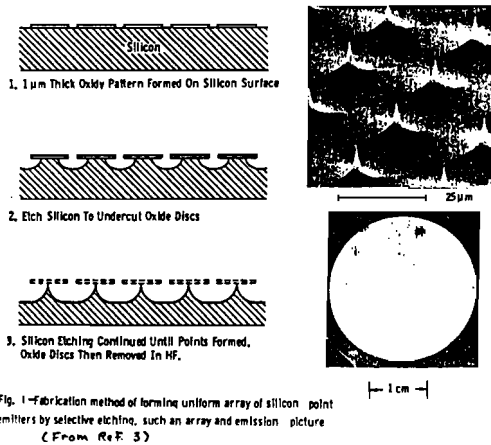 Silicon
1. 1 μm Thick Oxidy Pattern Formed On Silicon Surface
25μm
2. Etch Silicon To Undercut Oxide Discs
3. Silicon Etching Continued Until Points Formed,
Oxide Discs Then Removed In HF.
1 cm
Fig. 1—Fabrication method of forming uniform array of silicon point
emitters by selective etching, such an array and emission picture
(From Ref. 3)